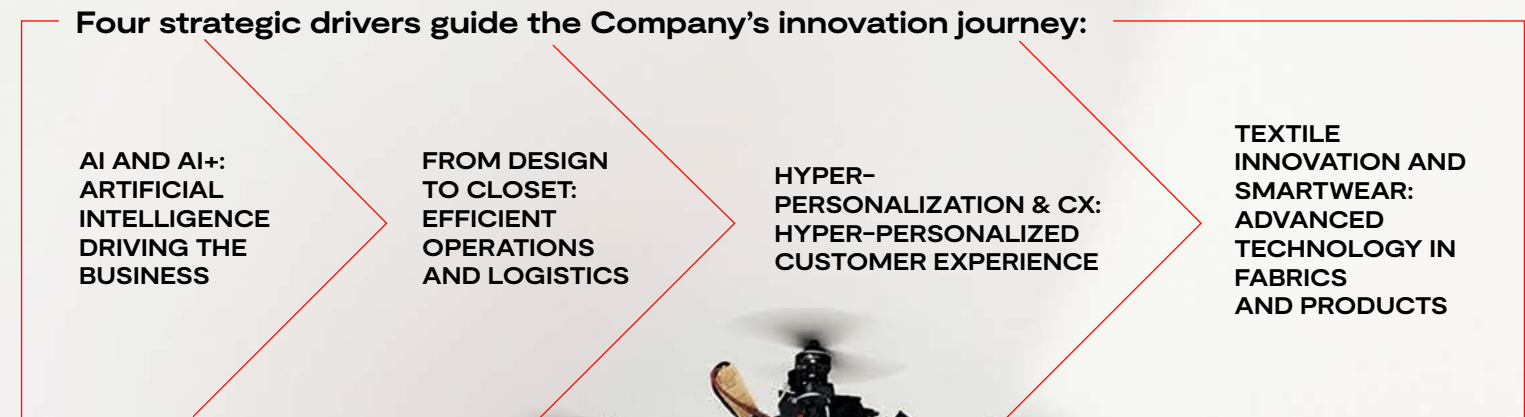 Four strategic drivers guide the Company’s innovation journey:
AI AND AI+:
ARTIFICIAL
INTELLIGENCE
DRIVING THE
BUSINESS
FROM DESIGN
TO CLOSET:
EFFICIENT
OPERATIONS
AND LOGISTICS
HYPER-
PERSONALIZATION & CX:
HYPER-PERSONALIZED
CUSTOMER EXPERIENCE
TEXTILE
INNOVATION AND
SMARTWEAR:
ADVANCED
TECHNOLOGY IN
FABRICS
AND PRODUCTS